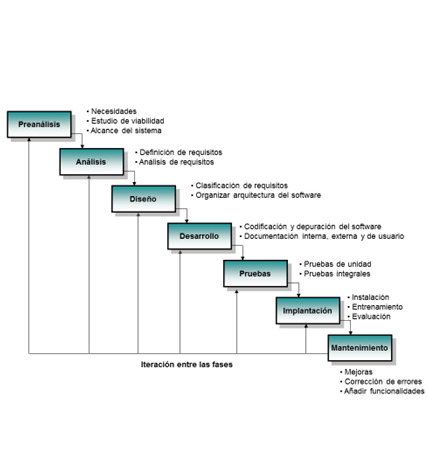 Preanálisis
• Necesidades
• Estudio de viabilidad
• Alcance del sistema
Análisis
• Definición de requisitos
• Análisis de requisitos
Diseño
• Clasificación de requisitos
• Organizar arquitectura del software
Desarrollo
• Codificación y depuración del software
• Documentación interna, externa y de usuario
Pruebas
• Pruebas de unidad
• Pruebas integrales
Implantación
• Instalación
• Entrenamiento
• Evaluación
Mantenimiento
• Mejoras
• Corrección de errores
• Añadir funcionalidades
Iteración entre las fases